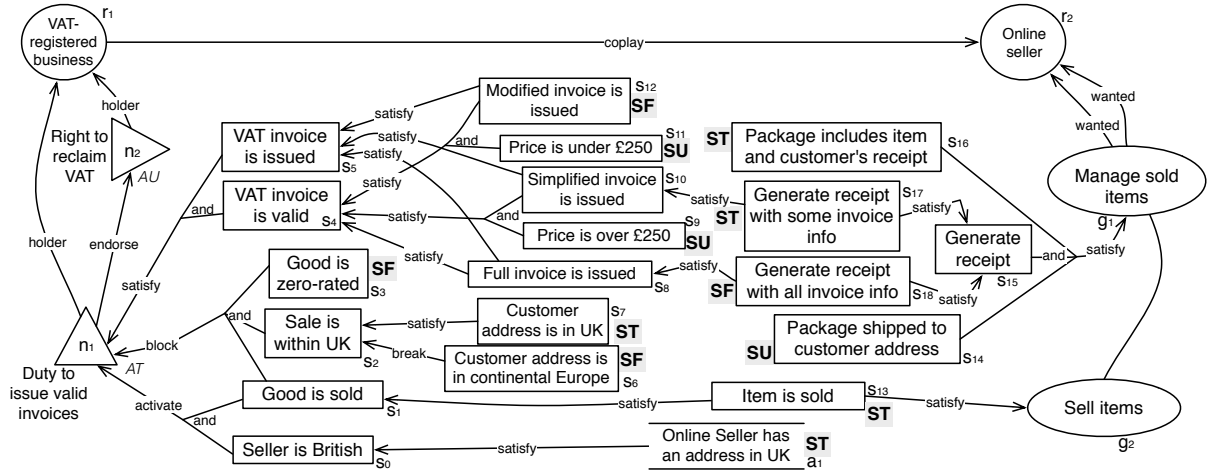 VAT-
registered
business
r1
coplay
Online
seller
r2
holder
Right to
reclaim
VAT
n2
AU
holder
endorse
satisfy
n1
AT
Duty to
issue valid
invoices
block
activate
and
and
and
VAT invoice
is issued
s5
VAT invoice
is valid
s4
satisfy
satisfy
satisfy
satisfy
satisfy
satisfy
and
and
Modified invoice is
issued
s12
SF
Price is under £250
s11
SU
Simplified invoice
is issued
s10
Price is over £250
s9
SU
Full invoice is issued
s8
Good is
zero-rated
SF
s3
Sale is
within UK
s2
satisfy
break
Customer
address is in UK
s7
ST
Customer address is
in continental Europe
SF
s6
Good is sold
s1
satisfy
Seller is British
s0
satisfy
Online Seller has
an address in UK
ST
a1
Item is sold
s13
ST
satisfy
ST
Package includes item
and customer's receipt
s16
satisfy
ST
Generate receipt
with some invoice
info
s17
satisfy
satisfy
SF
Generate receipt
with all invoice info
s18
satisfy
Generate
receipt
s15
and
satisfy
SU
Package shipped to
customer address
s14
wanted
wanted
Manage sold
items
g1
Sell items
g2